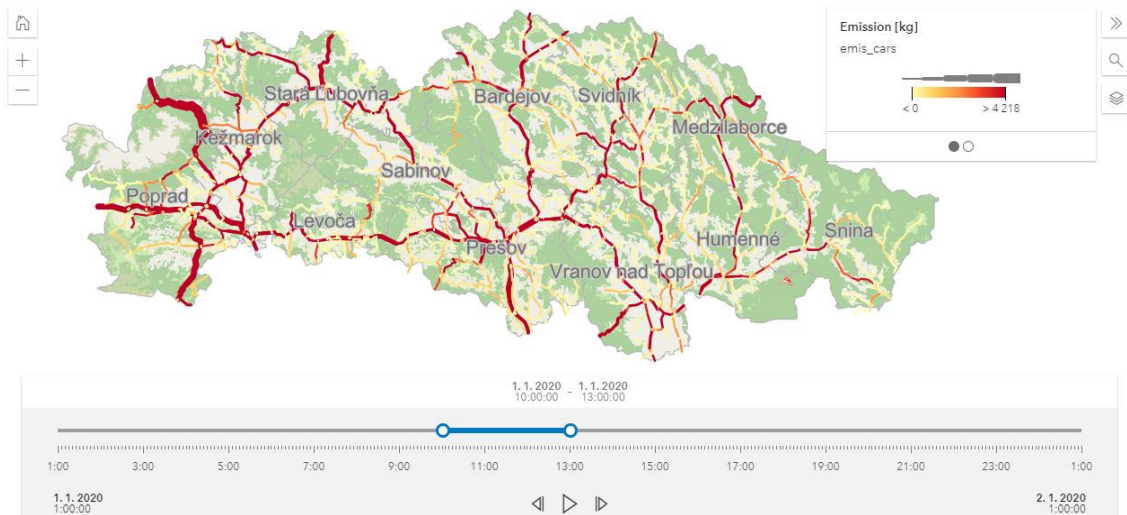 Emission [kg]
emis_cars
< 0
> 4 218
Stará Ľubovňa
Bardejov
Svidník
Medzilaborce
Kežmarok
Sabinov
Poprad
Levoča
Prešov
Humenné
Snina
Vranov nad Topľou
1. 1. 2020 - 1. 1. 2020
10:00:00 13:00:00
1:00 3:00 5:00 7:00 9:00 11:00 13:00 15:00 17:00 19:00 21:00 23:00 1:00
1. 1. 2020
1:00:00
2. 1. 2020
1:00:00